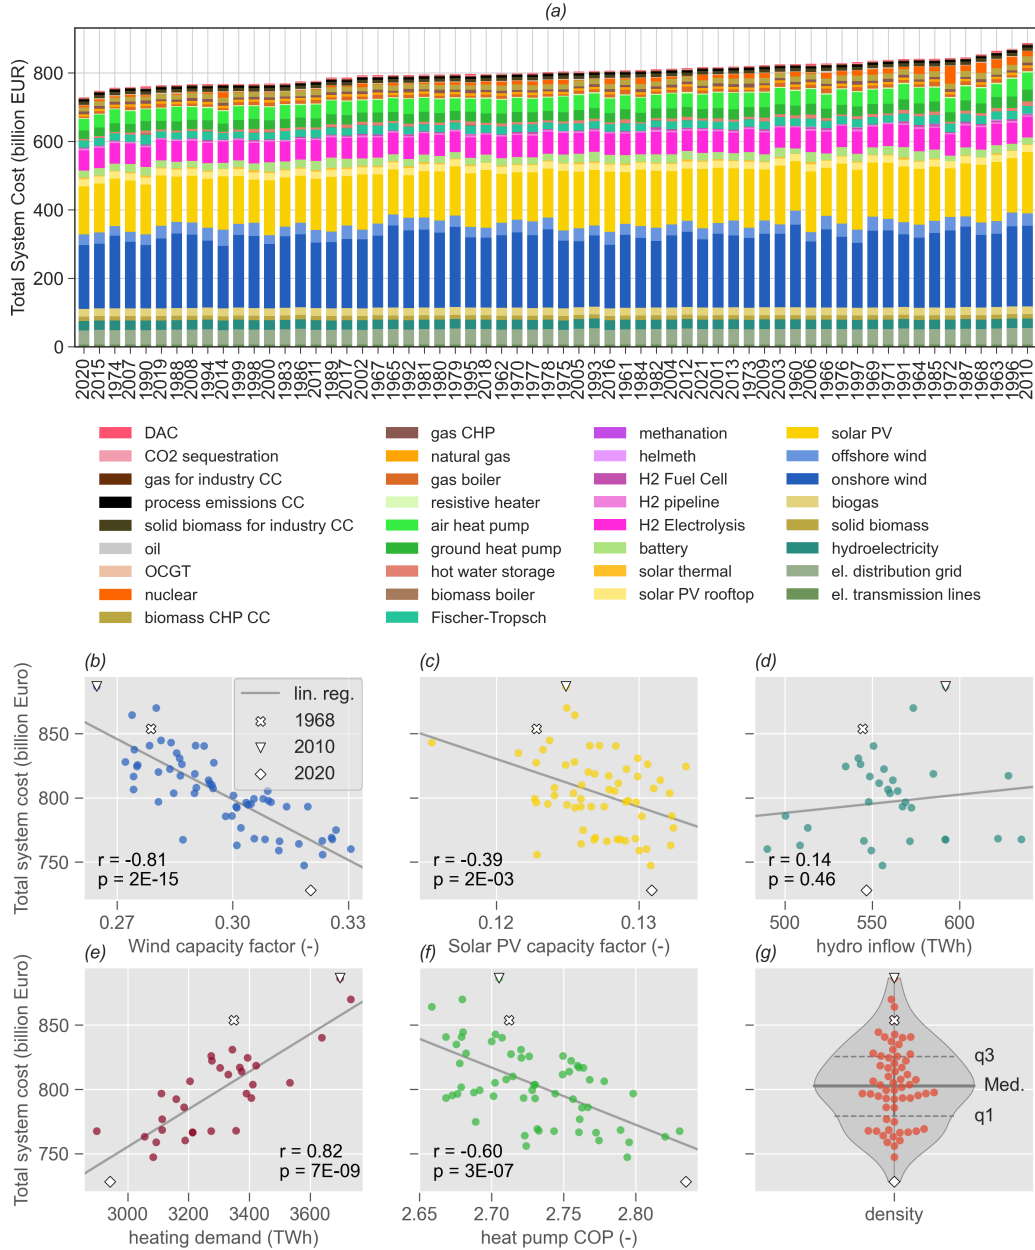 (a)
Total System Cost (billion EUR)
800
600
400
200
0
2020 2015 1974 2007 1990 2019 1988 2008 1994 2014 1999 1998 2000 1983 1986 2011 1989 2017 2002 1967 1965 1992 1981 1980 1979 1995 2018 1962 1970 1977 1978 1975 2005 1993 2016 1961 1984 1982 2004 2012 2021 2001 2013 1973 2009 2003 1960 2006 1966 1976 1997 1969 1971 1991 1964 1985 1972 1987 1968 1963 1996 2010
DAC
CO2 sequestration
gas for industry CC
process emissions CC
solid biomass for industry CC
oil
OCGT
nuclear
biomass CHP CC
gas CHP
natural gas
gas boiler
resistive heater
air heat pump
ground heat pump
hot water storage
biomass boiler
Fischer-Tropsch
methanation
helmeth
H2 Fuel Cell
H2 pipeline
H2 Electrolysis
battery
solar thermal
solar PV rooftop
solar PV
offshore wind
onshore wind
biogas
solid biomass
hydroelectricity
el. distribution grid
el. transmission lines
(b)
Total system cost (billion Euro)
850
800
750
lin. reg.
1968
2010
2020
r = -0.81
p = 2E-15
0.27 0.30 0.33
Wind capacity factor (-)
(c)
r = -0.39
p = 2E-03
0.12 0.13
Solar PV capacity factor (-)
(d)
r = 0.14
p = 0.46
500 550 600
hydro inflow (TWh)
(e)
Total system cost (billion Euro)
850
800
750
r = 0.82
p = 7E-09
3000 3200 3400 3600
heating demand (TWh)
(f)
r = -0.60
p = 3E-07
2.65 2.70 2.75 2.80
heat pump COP (-)
(g)
q3
Med.
q1
density